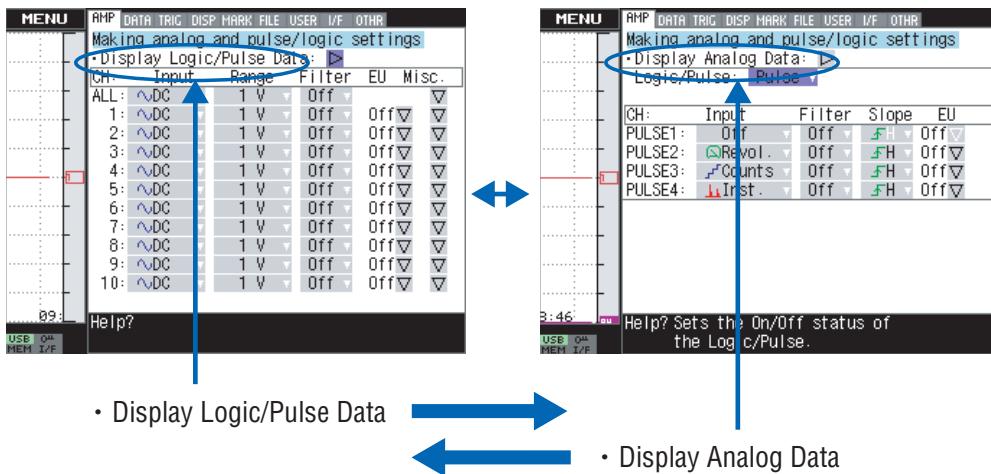 MENU AMP DATA TRIG DISP MARK FILE USER I/F OTHR
Making analog and pulse/logic settings
・Display Logic/Pulse Data:
CH: Input Range Filter EU Misc.
ALL: DC 1 V Off
1: DC 1 V Off Off
2: DC 1 V Off Off
3: DC 1 V Off Off
4: DC 1 V Off Off
5: DC 1 V Off Off
6: DC 1 V Off Off
7: DC 1 V Off Off
8: DC 1 V Off Off
9: DC 1 V Off Off
10: DC 1 V Off Off
09:
Help?
USB
MEM I/F
MENU AMP DATA TRIG DISP MARK FILE USER I/F OTHR
Making analog and pulse/logic settings
・Display Analog Data:
Logic/Pulse: Pulse
CH: Input Filter Slope EU
PULSE1: Off Off H Off
PULSE2: Revol. Off H Off
PULSE3: Counts Off H Off
PULSE4: Inst. Off H Off
3:46
Help? Sets the On/Off status of
the Logic/Pulse.
USB
MEM I/F
・Display Logic/Pulse Data
・Display Analog Data